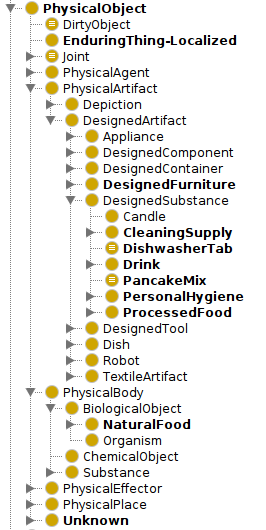 PhysicalObject
DirtyObject
EnduringThing-Localized
Joint
PhysicalAgent
PhysicalArtifact
Depiction
DesignedArtifact
Appliance
DesignedComponent
DesignedContainer
DesignedFurniture
DesignedSubstance
Candle
CleaningSupply
DishwasherTab
Drink
PancakeMix
PersonalHygiene
ProcessedFood
DesignedTool
Dish
Robot
TextileArtifact
PhysicalBody
BiologicalObject
NaturalFood
Organism
ChemicalObject
Substance
PhysicalEffector
PhysicalPlace
Unknown